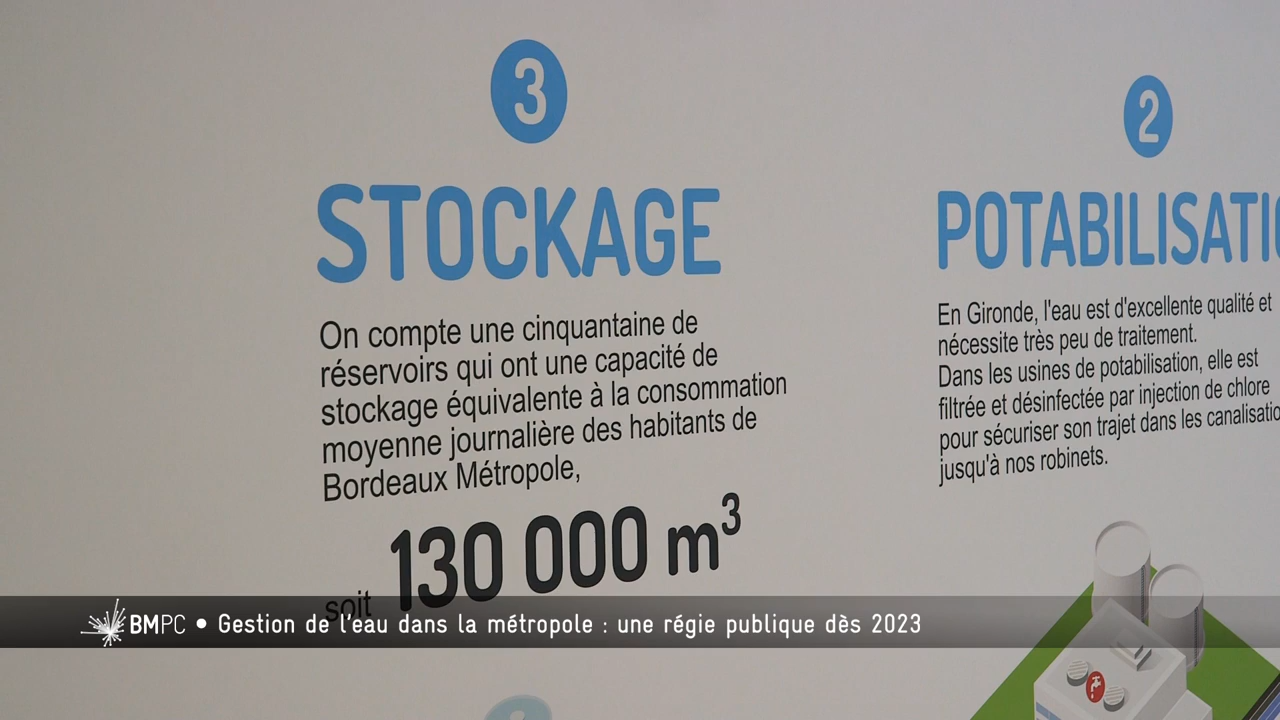 3
STOCKAGE
On compte une cinquantaine de
réservoirs qui ont une capacité de
stockage équivalente à la consommation
moyenne journalière des habitants de
Bordeaux Métropole,
soit 130 000 m³
2
POTABILISATIO
En Gironde, l'eau est d'excellente qualité et
nécessite très peu de traitement.
Dans les usines de potabilisation, elle est
filtrée et désinfectée par injection de chlore
pour sécuriser son trajet dans les canalisatio
jusqu'à nos robinets.
BMPC • Gestion de l'eau dans la métropole : une régie publique dès 2023